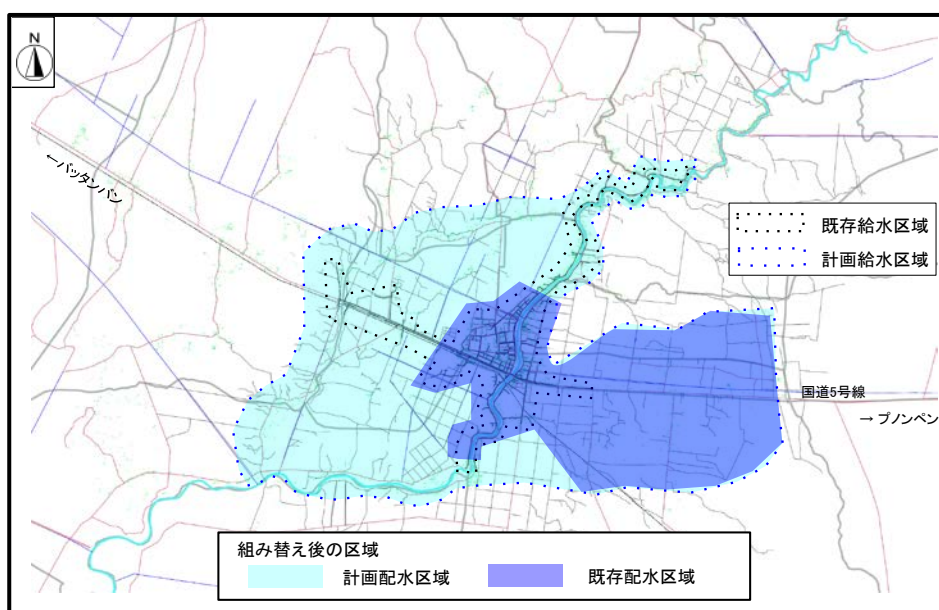 N
←バッタンバン
既存給水区域
計画給水区域
国道5号線
→ プノンペン
組み替え後の区域
計画配水区域
既存配水区域